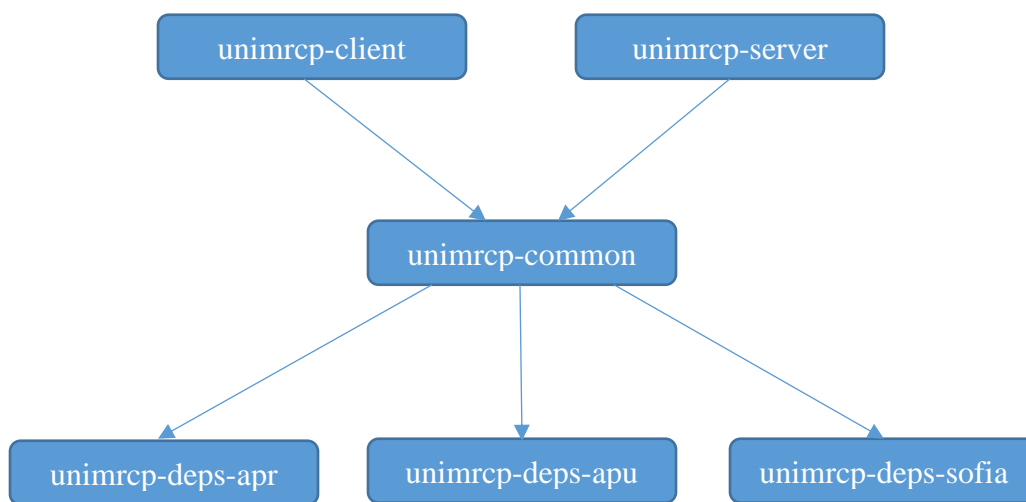 unimrcp-client
unimrcp-server
unimrcp-common
unimrcp-deps-apr
unimrcp-deps-apu
unimrcp-deps-sofia